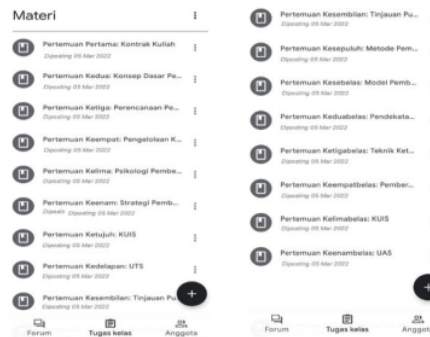 Materi
Pertemuan Pertama: Kontrak Kuliah
Diposting 05 Mar 2022
Pertemuan Kedua: Konsep Dasar Pe...
Diposting 05 Mar 2022
Pertemuan Ketiga: Perencanaan Pe...
Diposting 05 Mar 2022
Pertemuan Keempat: Pengelolaan K...
Diposting 05 Mar 2022
Pertemuan Kelima: Psikologi Pembe...
Diposting 05 Mar 2022
Pertemuan Keenam: Strategi Pemb...
Diposting 05 Mar 2022
Pertemuan Ketujuh: KUIS
Diposting 05 Mar 2022
Pertemuan Kedelapan: UTS
Diposting 05 Mar 2022
Pertemuan Kesembilan: Tinjauan Pu...
Diposting 05 Mar 2022
Forum
Tugas kelas
Anggota
Pertemuan Kesembilan: Tinjauan Pu...
Diposting 05 Mar 2022
Pertemuan Kesepuluh: Metode Pem...
Diposting 05 Mar 2022
Pertemuan Kesebelas: Model Pemb...
Diposting 05 Mar 2022
Pertemuan Keduabelas: Pendekata...
Diposting 05 Mar 2022
Pertemuan Ketigabelas: Teknik Ket...
Diposting 05 Mar 2022
Pertemuan Keempatbelas: Pember...
Diposting 05 Mar 2022
Pertemuan Kelimabelas: KUIS
Diposting 05 Mar 2022
Pertemuan Keenambelas: UAS
Diposting 05 Mar 2022
Forum
Tugas kelas
Anggot